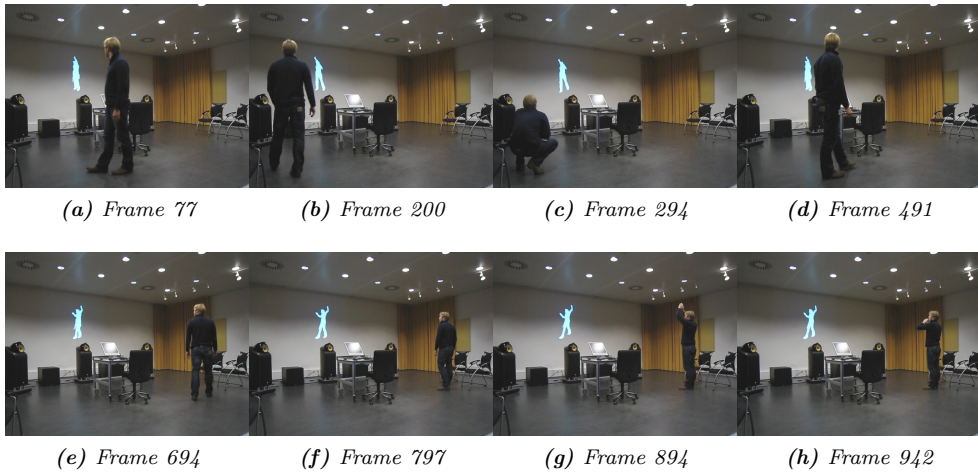 (a) Frame 77
(b) Frame 200
(c) Frame 294
(d) Frame 491
(e) Frame 694
(f) Frame 797
(g) Frame 894
(h) Frame 942